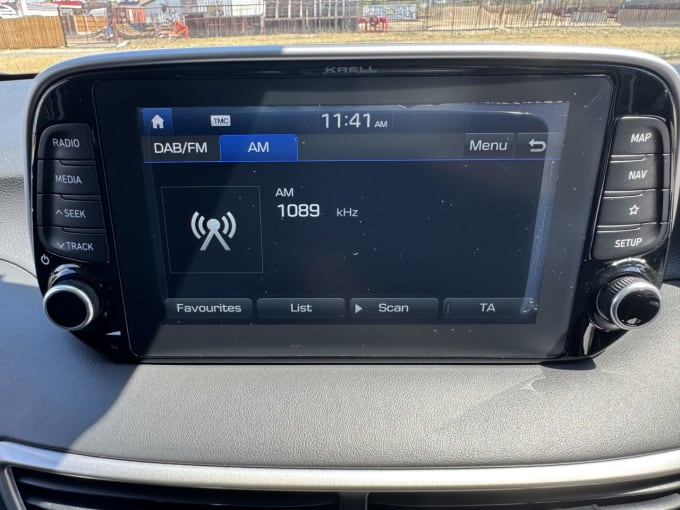 KRELL
TMC 11:41 AM
DAB/FM AM Menu
AM
1089 kHz
Favourites List Scan TA
RADIO
MEDIA
SEEK
TRACK
MAP
NAV
SETUP